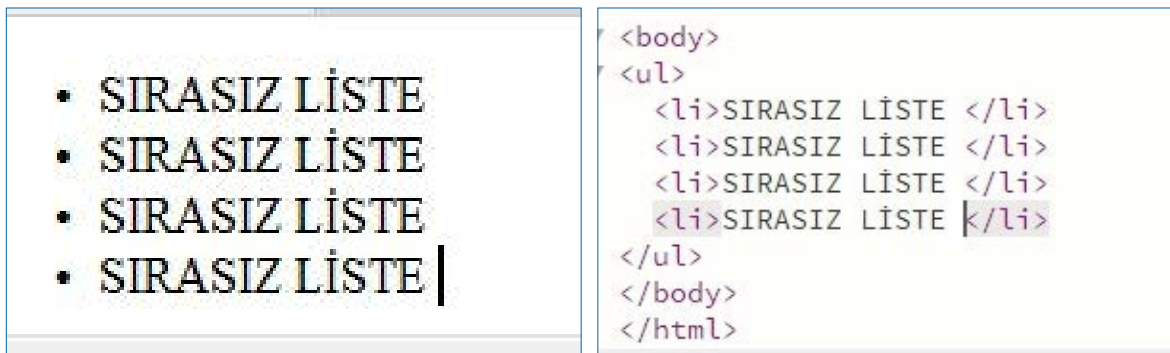 • SIRASIZ LİSTE
• SIRASIZ LİSTE
• SIRASIZ LİSTE
• SIRASIZ LİSTE
<body>
<ul>
<li>SIRASIZ LİSTE </li>
<li>SIRASIZ LİSTE </li>
<li>SIRASIZ LİSTE </li>
<li>SIRASIZ LİSTE </li>
</ul>
</body>
</html>